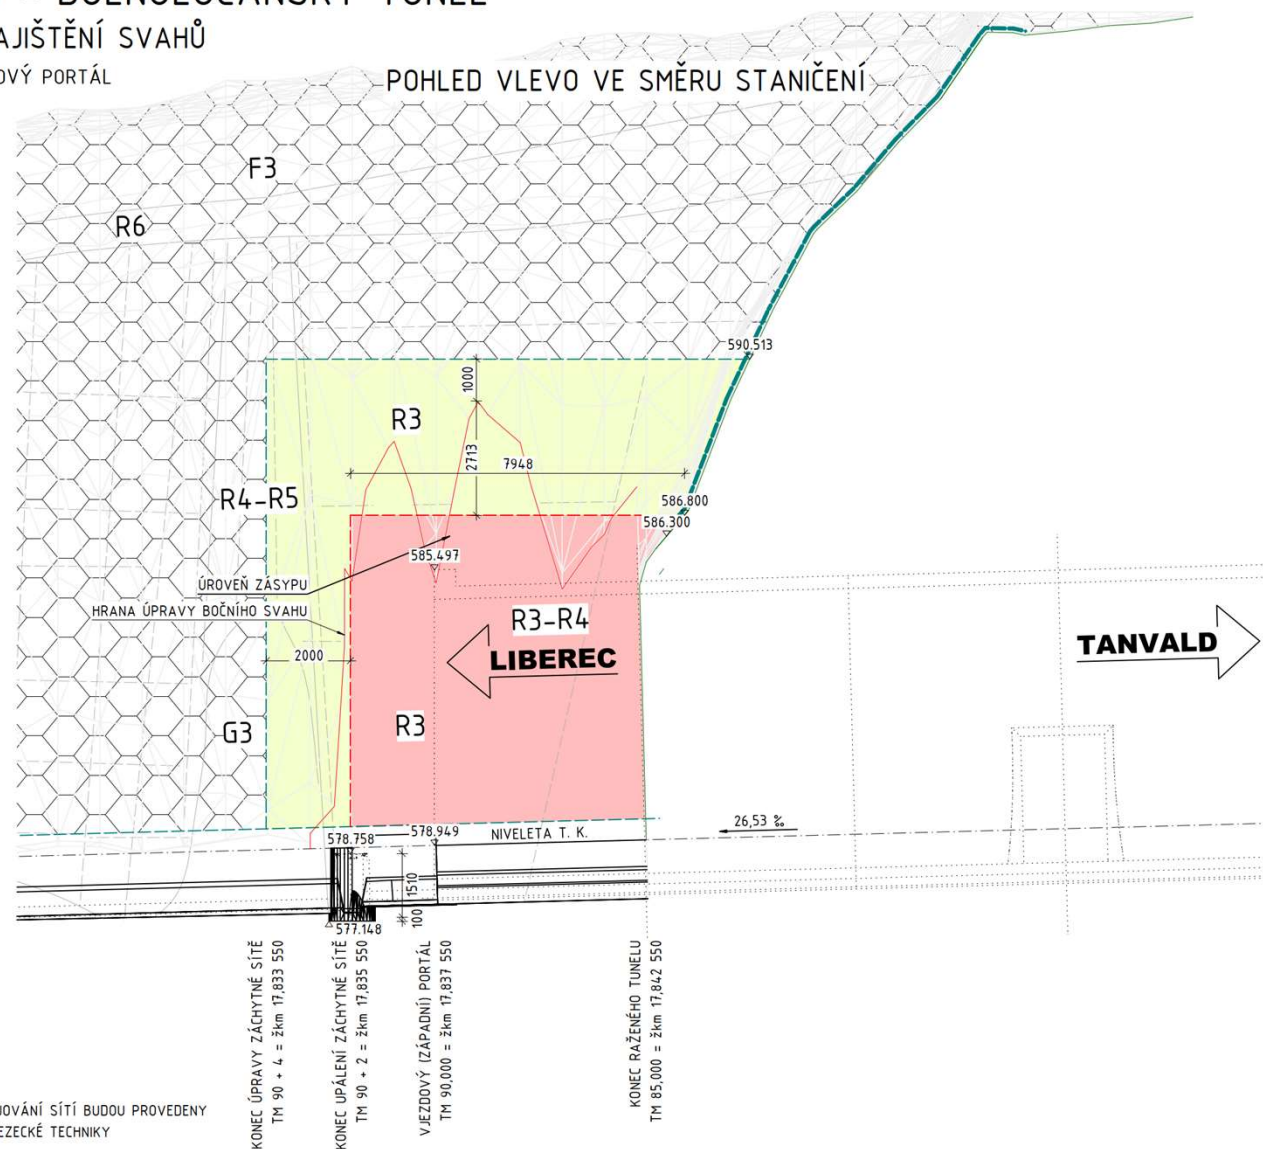 AJIŠTĚNÍ SVAHŮ
OVÝ PORTÁL
POHLED VLEVO VE SMĚRU STANIČENÍ
F3
R6
590.513
1000
R3
2713
7948
R4-R5
586.800
586.300
585.497
ÚROVEŇ ZÁSYPU
HRANA ÚPRAVY BOČNÍHO SVAHU
R3-R4
LIBEREC
TANVALD
2000
R3
G3
578.758
578.949
NIVELETA T. K.
26,53 ‰
1510
100
577.148
KONEC ÚPRAVY ZÁCHYTNÉ SÍTĚ
TM 90 + 4 = žkm 17,833 550
KONEC UPÁLENÍ ZÁCHYTNÉ SÍTĚ
TM 90 + 2 = žkm 17,835 550
VJEZDOVÝ (ZÁPADNÍ) PORTÁL
TM 90,000 = žkm 17,837 550
KONEC RAŽENÉHO TUNELU
TM 85,000 = žkm 17,842 550
OVÁNÍ SÍTÍ BUDOU PROVEDENY
EZECKÉ TECHNIKY